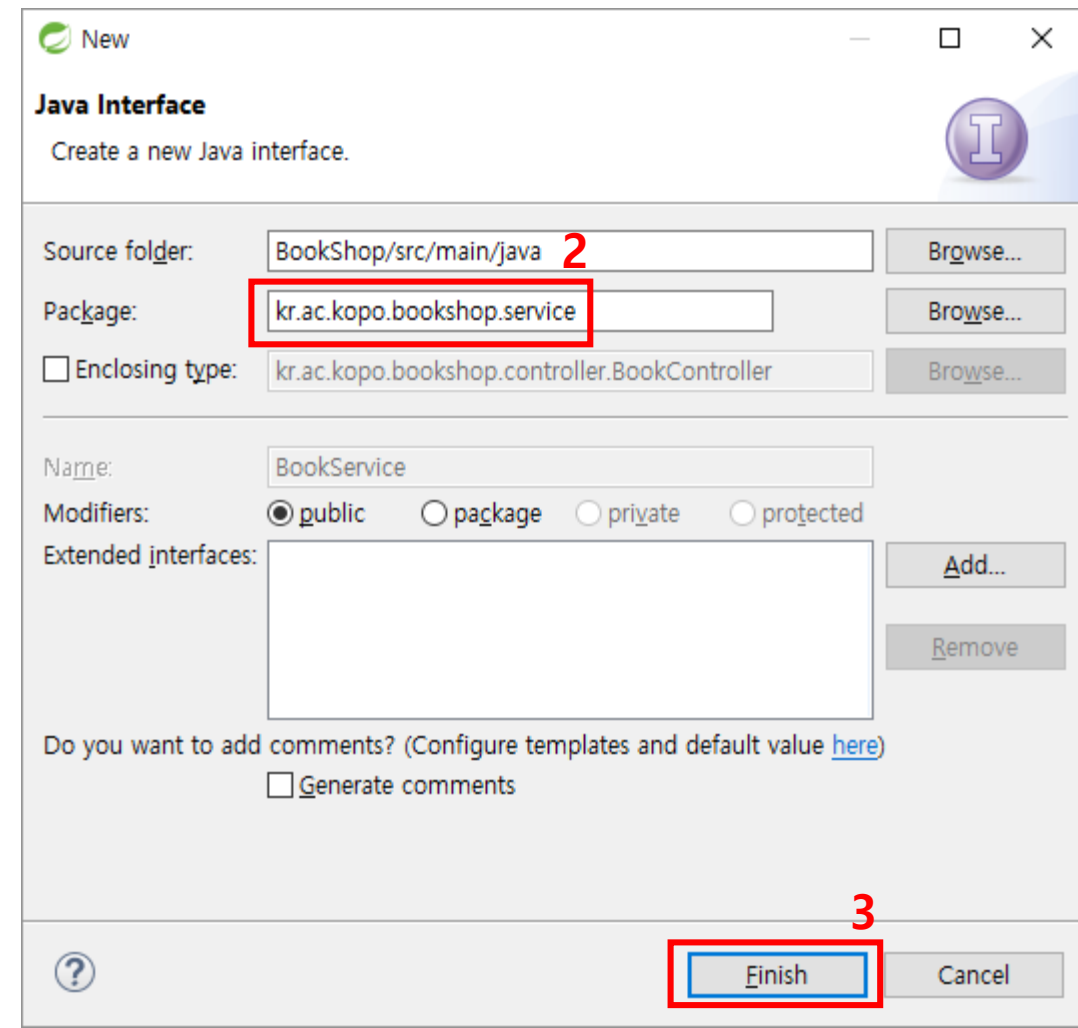 New
Java Interface
Create a new Java interface.
Source folder: BookShop/src/main/java 2 Browse...
Package: kr.ac.kopo.bookshop.service Browse...
Enclosing type: kr.ac.kopo.bookshop.controller.BookController Browse...
Name: BookService
Modifiers: public package private protected
Extended interfaces: Add...
Remove
Do you want to add comments? (Configure templates and default value here)
Generate comments
3
? Finish Cancel